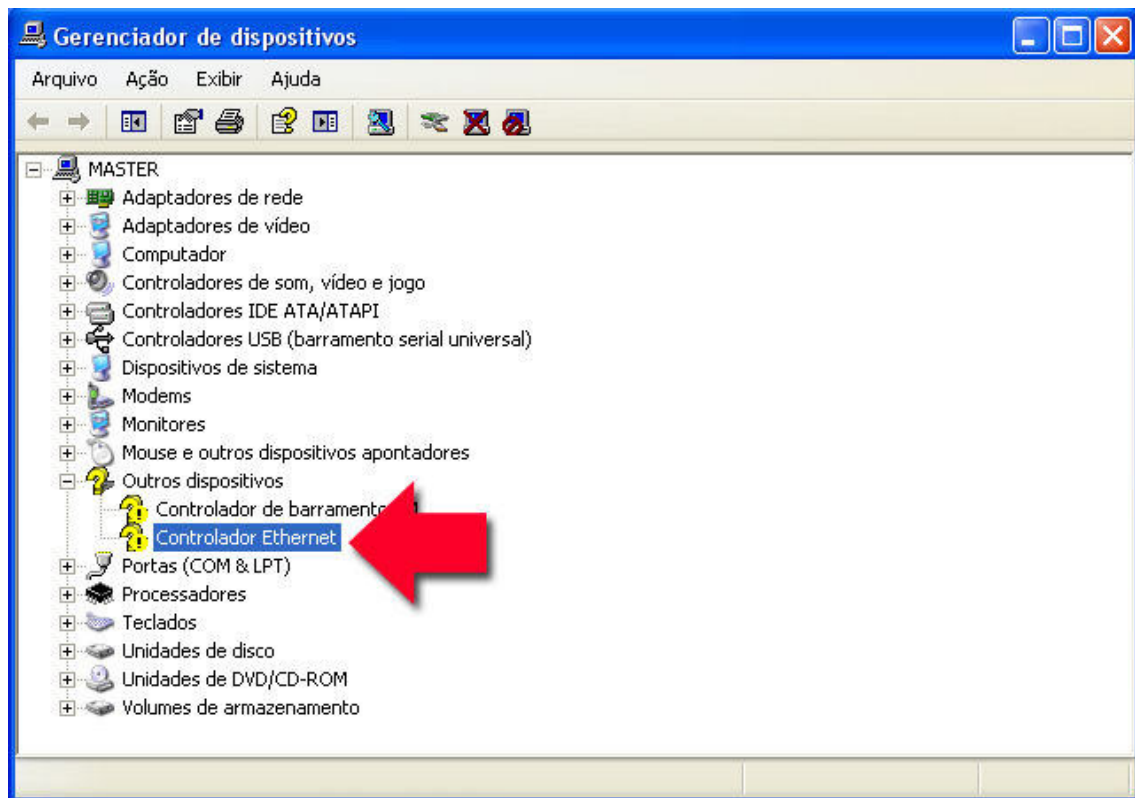 Gerenciador de dispositivos
Arquivo Ação Exibir Ajuda
MASTER
Adaptadores de rede
Adaptadores de vídeo
Computador
Controladores de som, vídeo e jogo
Controladores IDE ATA/ATAPI
Controladores USB (barramento serial universal)
Dispositivos de sistema
Modems
Monitores
Mouse e outros dispositivos apontadores
Outros dispositivos
Controlador de barramento
Controlador Ethernet
Portas (COM & LPT)
Processadores
Teclados
Unidades de disco
Unidades de DVD/CD-ROM
Volumes de armazenamento